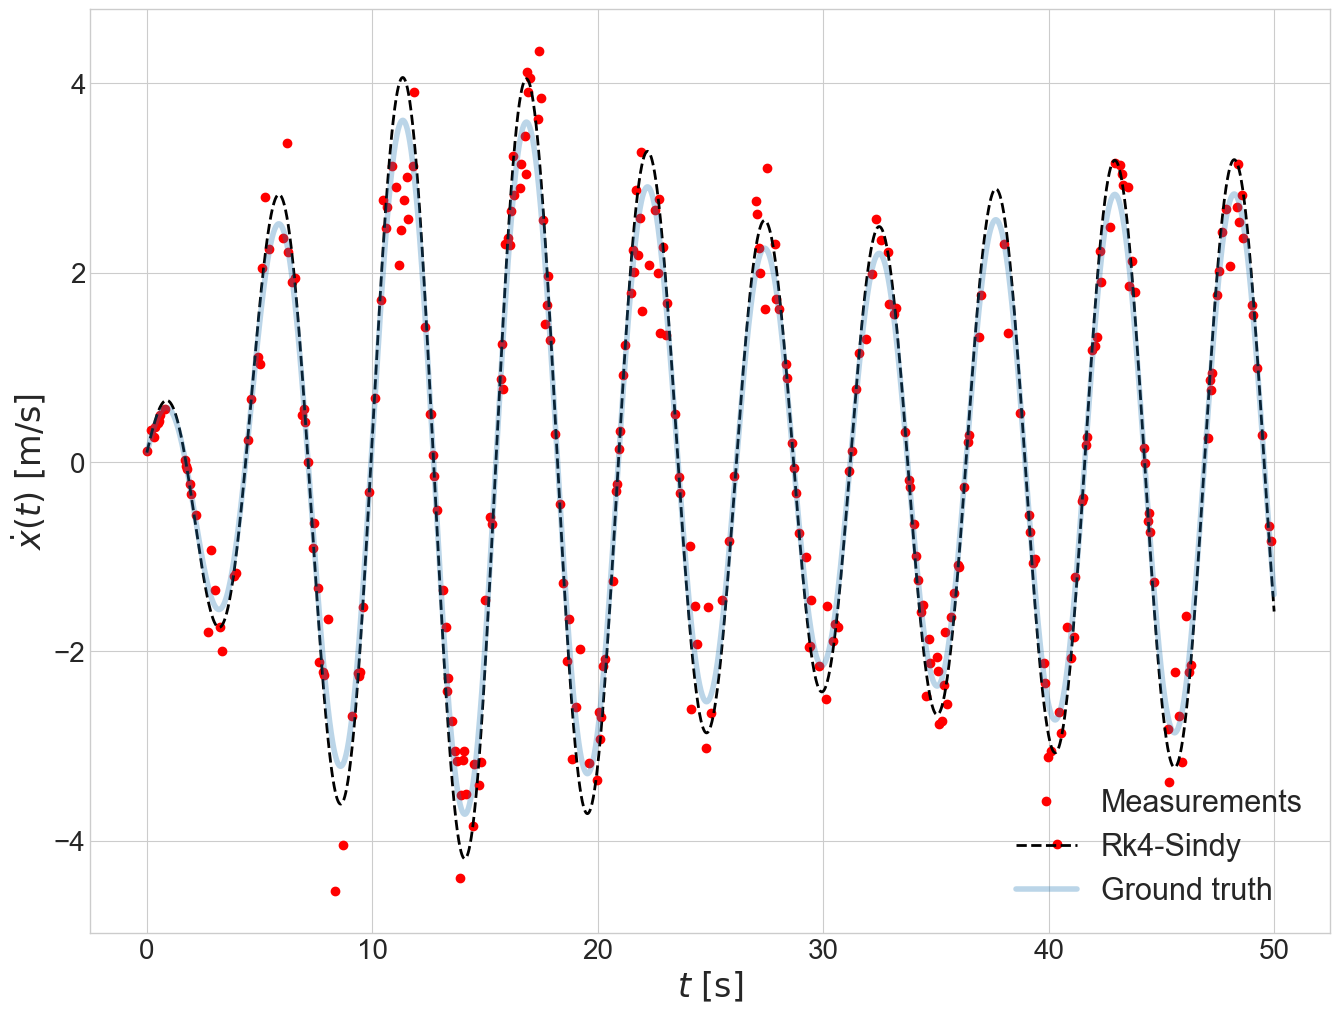 4
2
0
−2
−4
ẋ(t) [m/s]
Measurements
Rk4-Sindy
Ground truth
0 10 20 30 40 50
t [s]